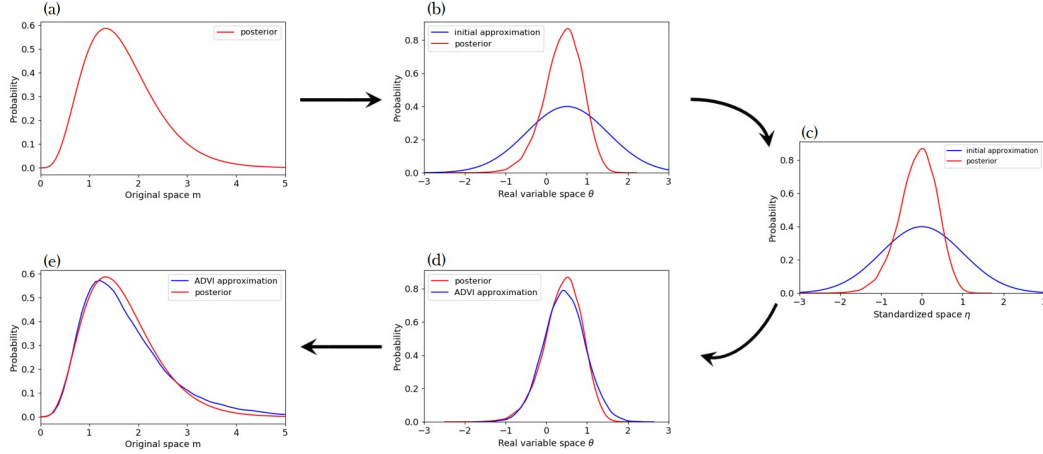 (a)
0.6
0.5
0.4
0.3
0.2
0.1
0.0
Probability
posterior
0 1 2 3 4 5
Original space m
(b)
0.8
0.6
0.4
0.2
0.0
Probability
initial approximation
posterior
−3 −2 −1 0 1 2 3
Real variable space θ
(c)
0.8
0.6
0.4
0.2
0.0
Probability
initial approximation
posterior
−3 −2 −1 0 1 2 3
Standardized space η
(e)
0.6
0.5
0.4
0.3
0.2
0.1
0.0
Probability
ADVI approximation
posterior
0 1 2 3 4 5
Original space m
(d)
0.8
0.6
0.4
0.2
0.0
Probability
posterior
ADVI approximation
−3 −2 −1 0 1 2 3
Real variable space θ